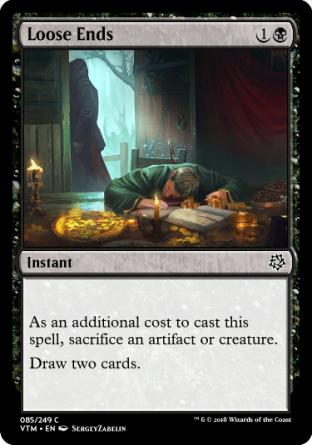 Loose Ends 1
Instant
As an additional cost to cast this
spell, sacrifice an artifact or creature.
Draw two cards.
085/249 C
VTM • EN SergeyZabelin
™ & © 2018 Wizards of the Coast